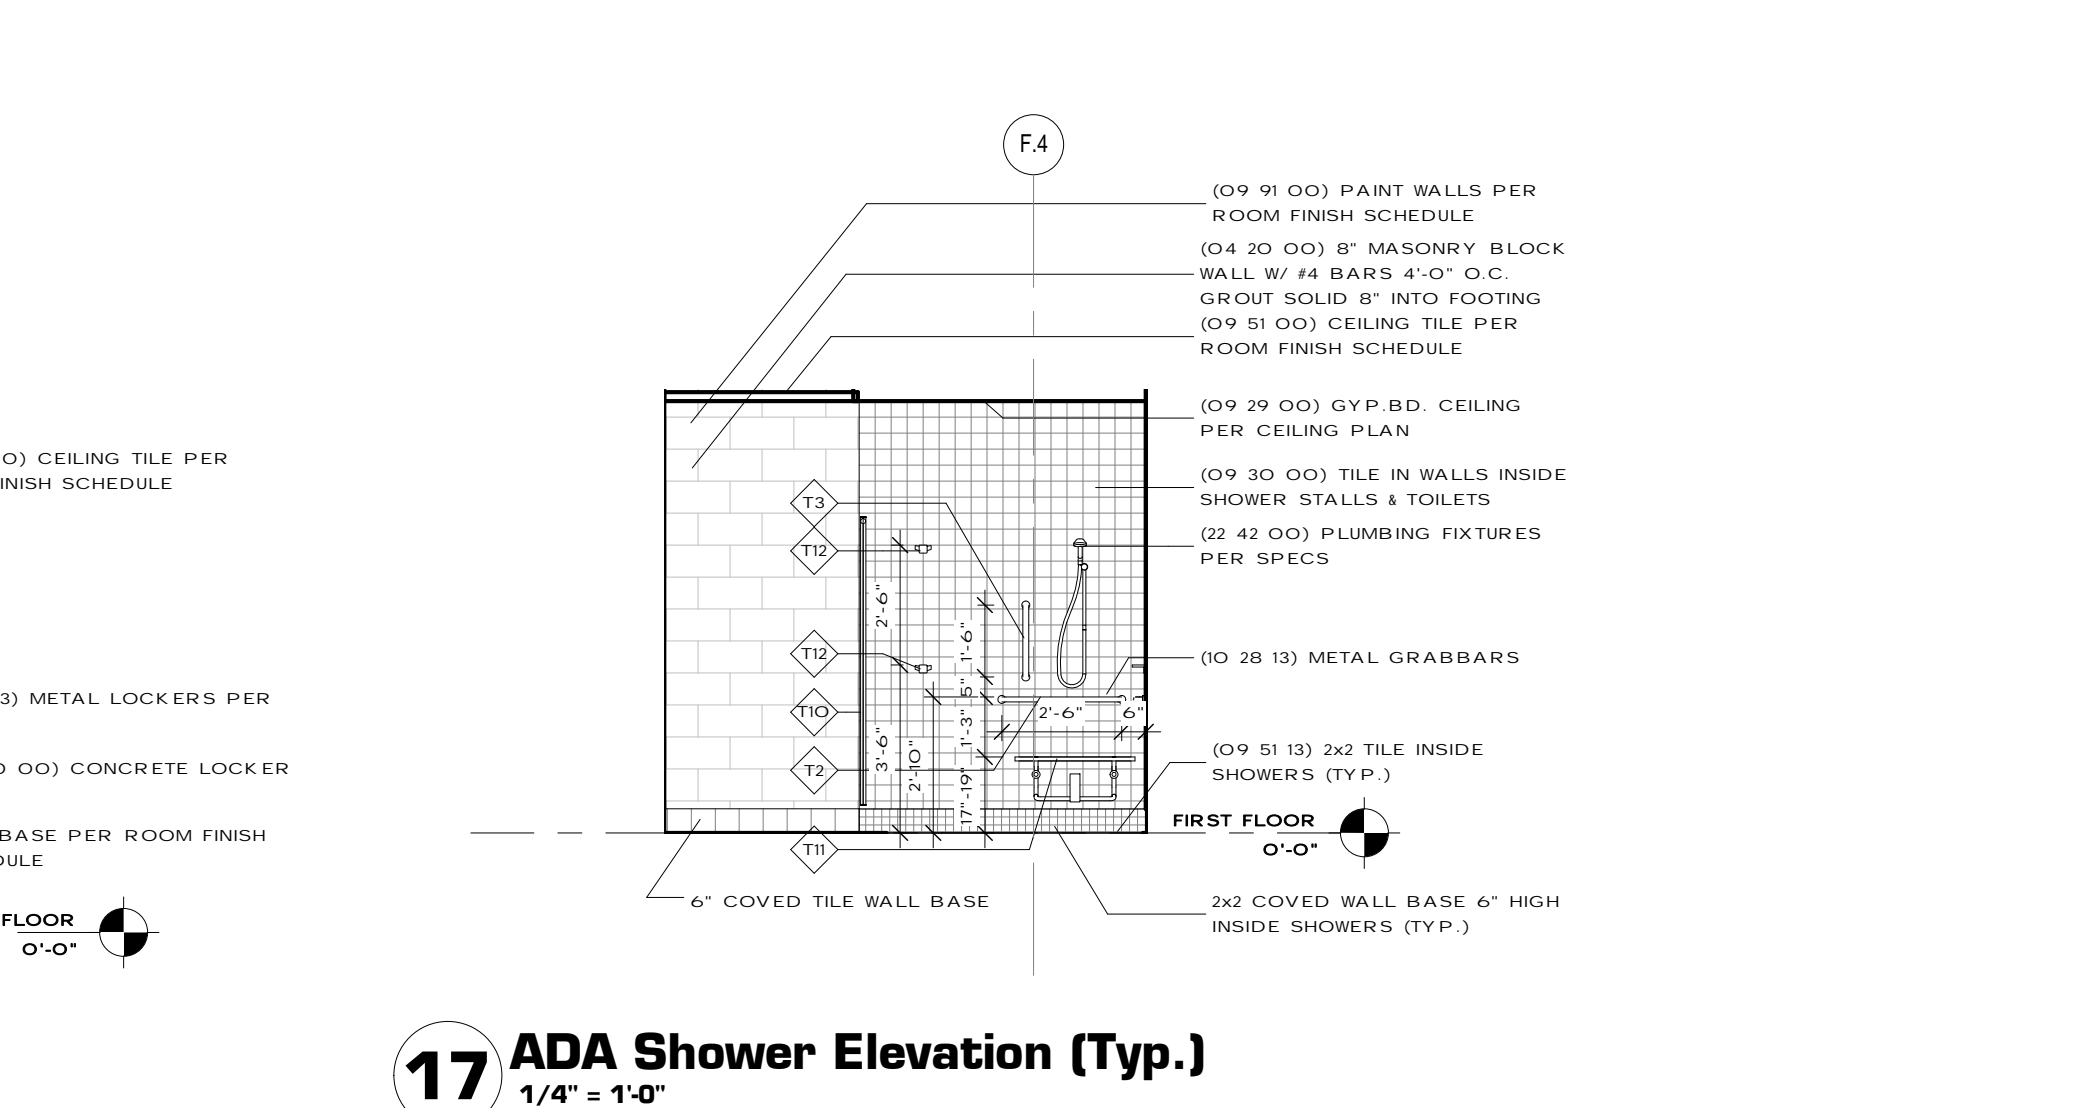 F.4
(09 91 00) PAINT WALLS PER
ROOM FINISH SCHEDULE
(04 20 00) 8" MASONRY BLOCK
WALL W/ #4 BARS 4'-0" O.C.
GROUT SOLID 8" INTO FOOTING
(09 51 00) CEILING TILE PER
ROOM FINISH SCHEDULE
(09 29 00) GYP.BD. CEILING
PER CEILING PLAN
(09 30 00) TILE IN WALLS INSIDE
SHOWER STALLS & TOILETS
(22 42 00) PLUMBING FIXTURES
PER SPECS
(10 28 13) METAL GRABBARS
(09 51 13) 2x2 TILE INSIDE
SHOWERS (TYP.)
FIRST FLOOR
0'-0"
2x2 COVED WALL BASE 6" HIGH
INSIDE SHOWERS (TYP.)
T3
T12
T12
T10
T2
T11
2'-6"
3'-6"
2'-10"
1'-6"
5"
1'-3"
17"-19"
2'-6"
6"
6" COVED TILE WALL BASE
0) CEILING TILE PER
INISH SCHEDULE
3) METAL LOCKERS PER
0 00) CONCRETE LOCKER
BASE PER ROOM FINISH
DULE
FLOOR
0'-0"
17
ADA Shower Elevation (Typ.)
1/4" = 1'-0"